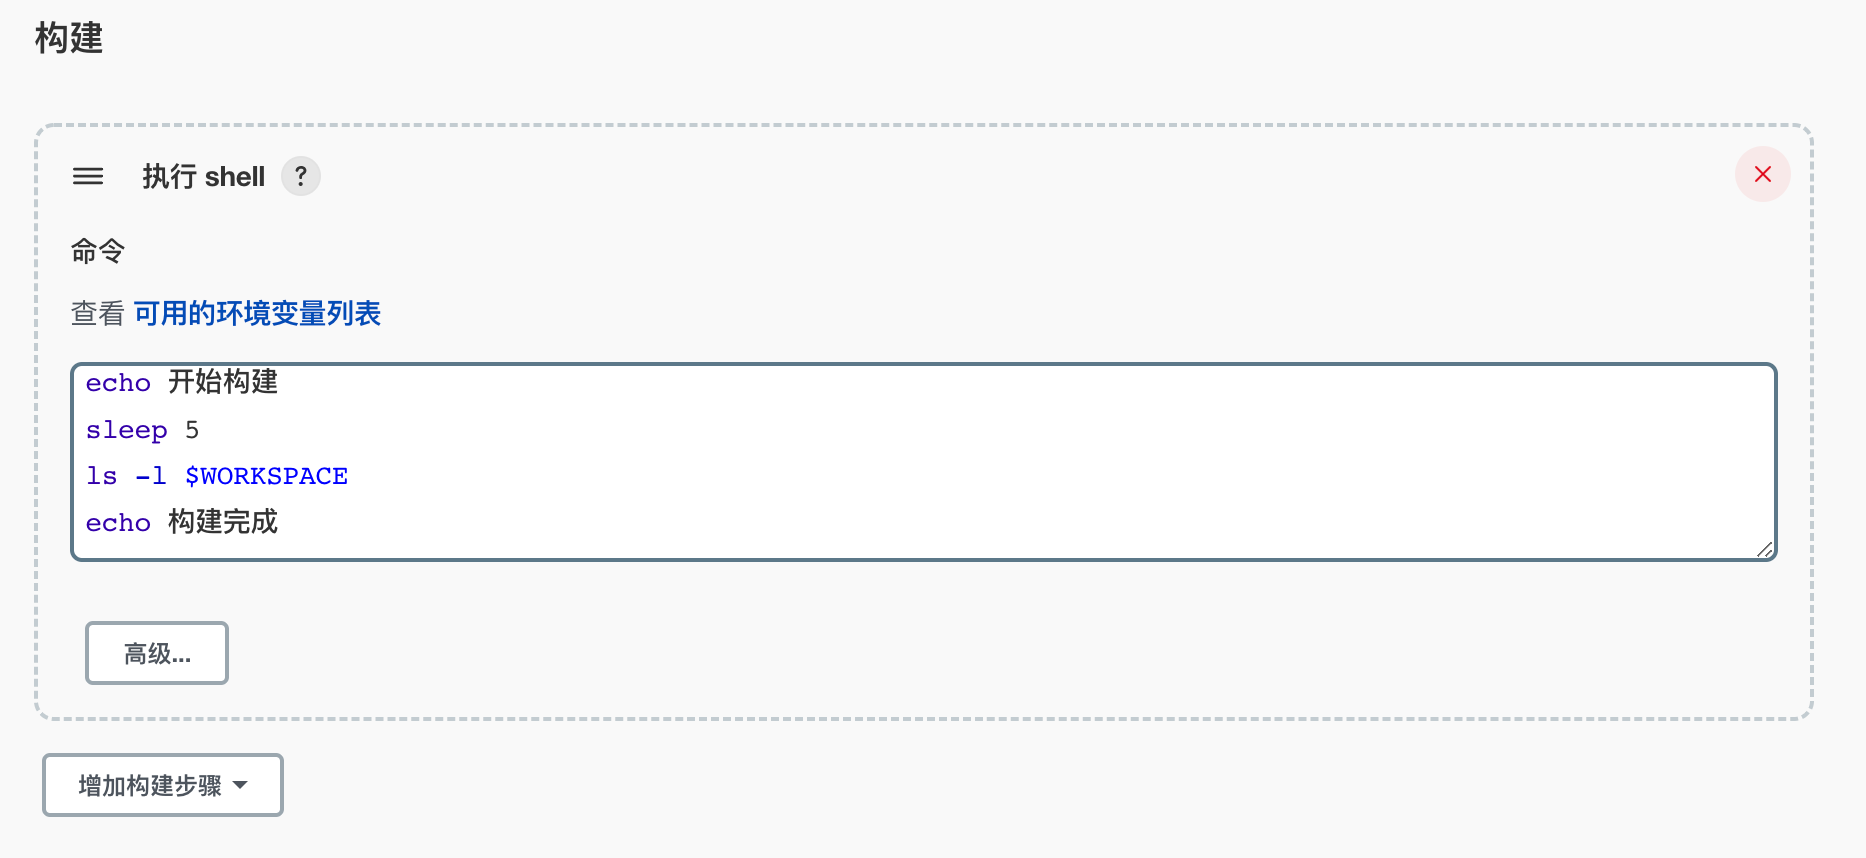 构建
执行 shell ?
命令
查看 可用的环境变量列表
echo 开始构建
sleep 5
ls -l $WORKSPACE
echo 构建完成
高级...
增加构建步骤